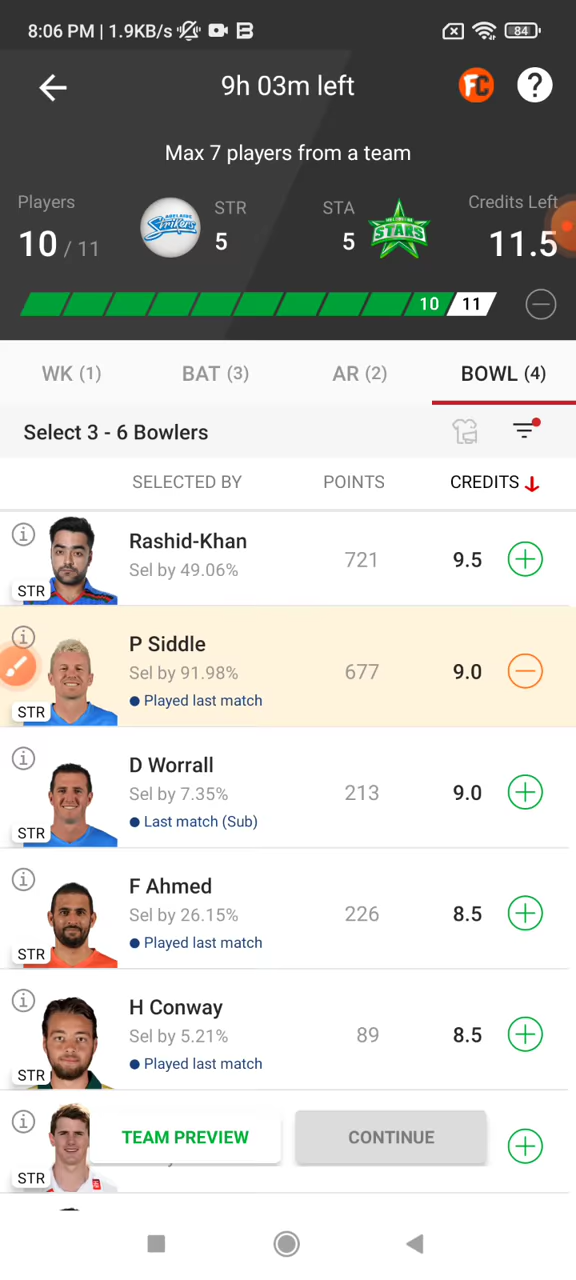 8:06 PM | 1.9KB/s
84
9h 03m left
FC
?
Max 7 players from a team
Players
STR
STA
Credits Left
10 / 11
ADELAIDE
Strikers
5
STARS
5
11.5
10
11
WK (1)
BAT (3)
AR (2)
BOWL (4)
Select 3 - 6 Bowlers
SELECTED BY
POINTS
CREDITS
Rashid-Khan
Sel by 49.06%
721
9.5
STR
P Siddle
Sel by 91.98%
677
9.0
Played last match
STR
D Worrall
Sel by 7.35%
213
9.0
Last match (Sub)
STR
F Ahmed
Sel by 26.15%
226
8.5
Played last match
STR
H Conway
Sel by 5.21%
89
8.5
Played last match
STR
TEAM PREVIEW
CONTINUE
STR